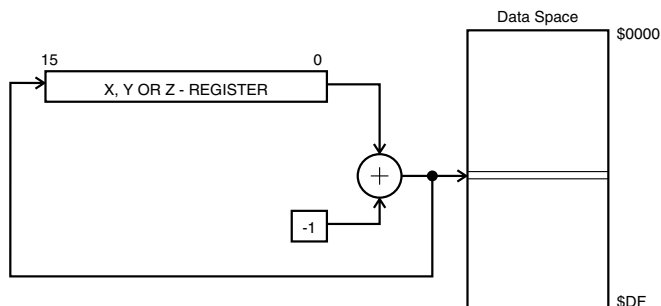 Data Space
$0000
15 0
X, Y OR Z - REGISTER
+
-1
$DF